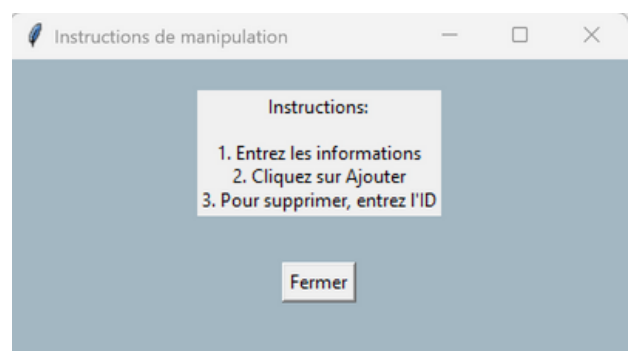 Instructions de manipulation
Instructions:
1. Entrez les informations
2. Cliquez sur Ajouter
3. Pour supprimer, entrez l'ID
Fermer